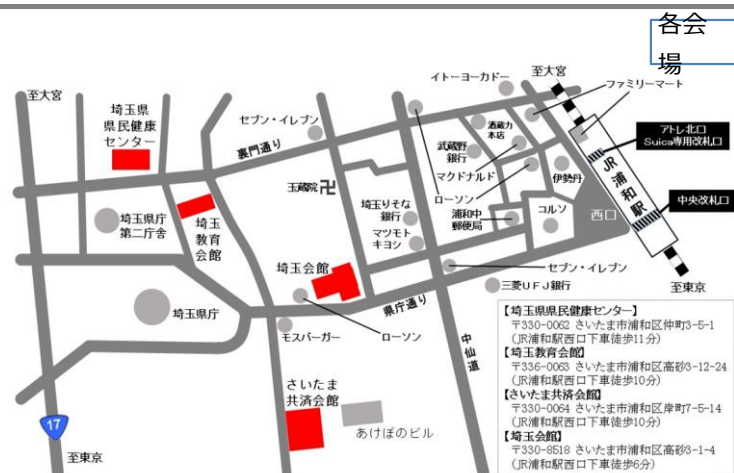 各会
場
イトーヨーカドー
至大宮
ファミリーマート
至大宮
埼玉県
県民健康
センター
セブン・イレブン
酒蔵力
本店
アトレ北口
Suica専用改札口
裏門通り
武蔵野
銀行
マクドナルド
伊勢丹
JR浦和駅
玉蔵院
卍
ローソン
中央改札口
埼玉りそな
銀行
浦和中
郵便局
コルソ
西口
埼玉県庁
第二庁舎
埼玉
教育
会館
マツモト
キヨシ
埼玉会館
セブン・イレブン
三菱UFJ銀行
至東京
県庁通り
埼玉県庁
モスバーガー
ローソン
中山道
さいたま
共済会館
あけぼのビル
17
至東京
【埼玉県県民健康センター】
〒330-0062 さいたま市浦和区仲町3-5-1
(JR浦和駅西口下車徒歩11分)
【埼玉教育会館】
〒336-0063 さいたま市浦和区高砂3-12-24
(JR浦和駅西口下車徒歩10分)
【さいたま共済会館】
〒330-0064 さいたま市浦和区岸町7-5-14
(JR浦和駅西口下車徒歩10分)
【埼玉会館】
〒330-8518 さいたま市浦和区高砂3-1-4
(JR浦和駅西口下車徒歩6分)